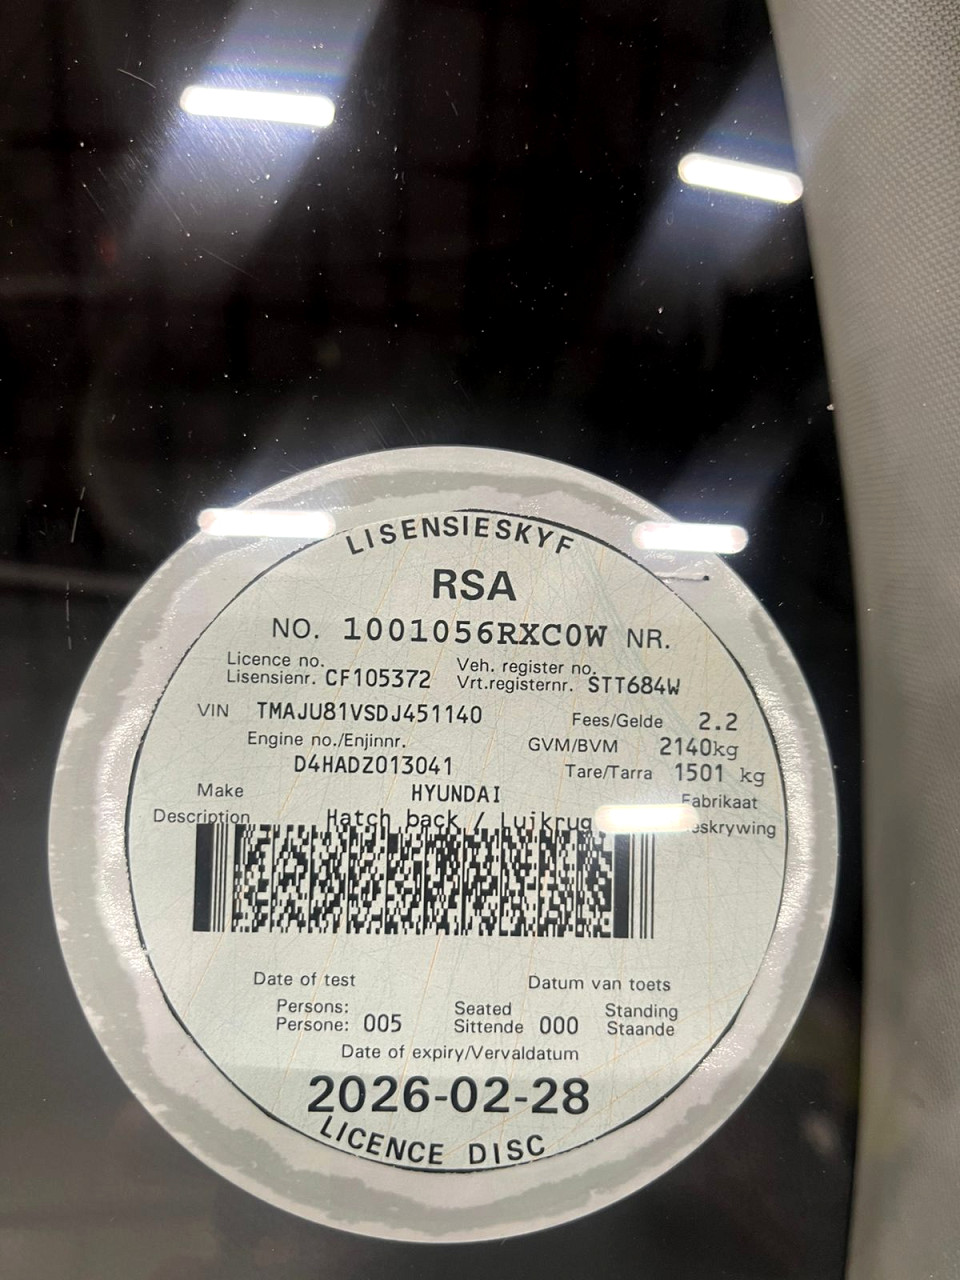 LISENSIESKYF
RSA
NO. 1001056RXC0W NR.
Licence no. Veh. register no.
Lisensienr. CF105372 Vrt.registernr. STT684W
VIN TMAJU81VSDJ451140 Fees/Gelde 2.2
Engine no./Enjinnr. GVM/BVM 2140kg
D4HADZ013041 Tare/Tarra 1501 kg
Make HYUNDAI Fabrikaat
Description Hatch back / Luikrug eskrywing
Date of test Datum van toets
Persons: Seated Standing
Persone: 005 Sittende 000 Staande
Date of expiry/Vervaldatum
2026-02-28
LICENCE DISC